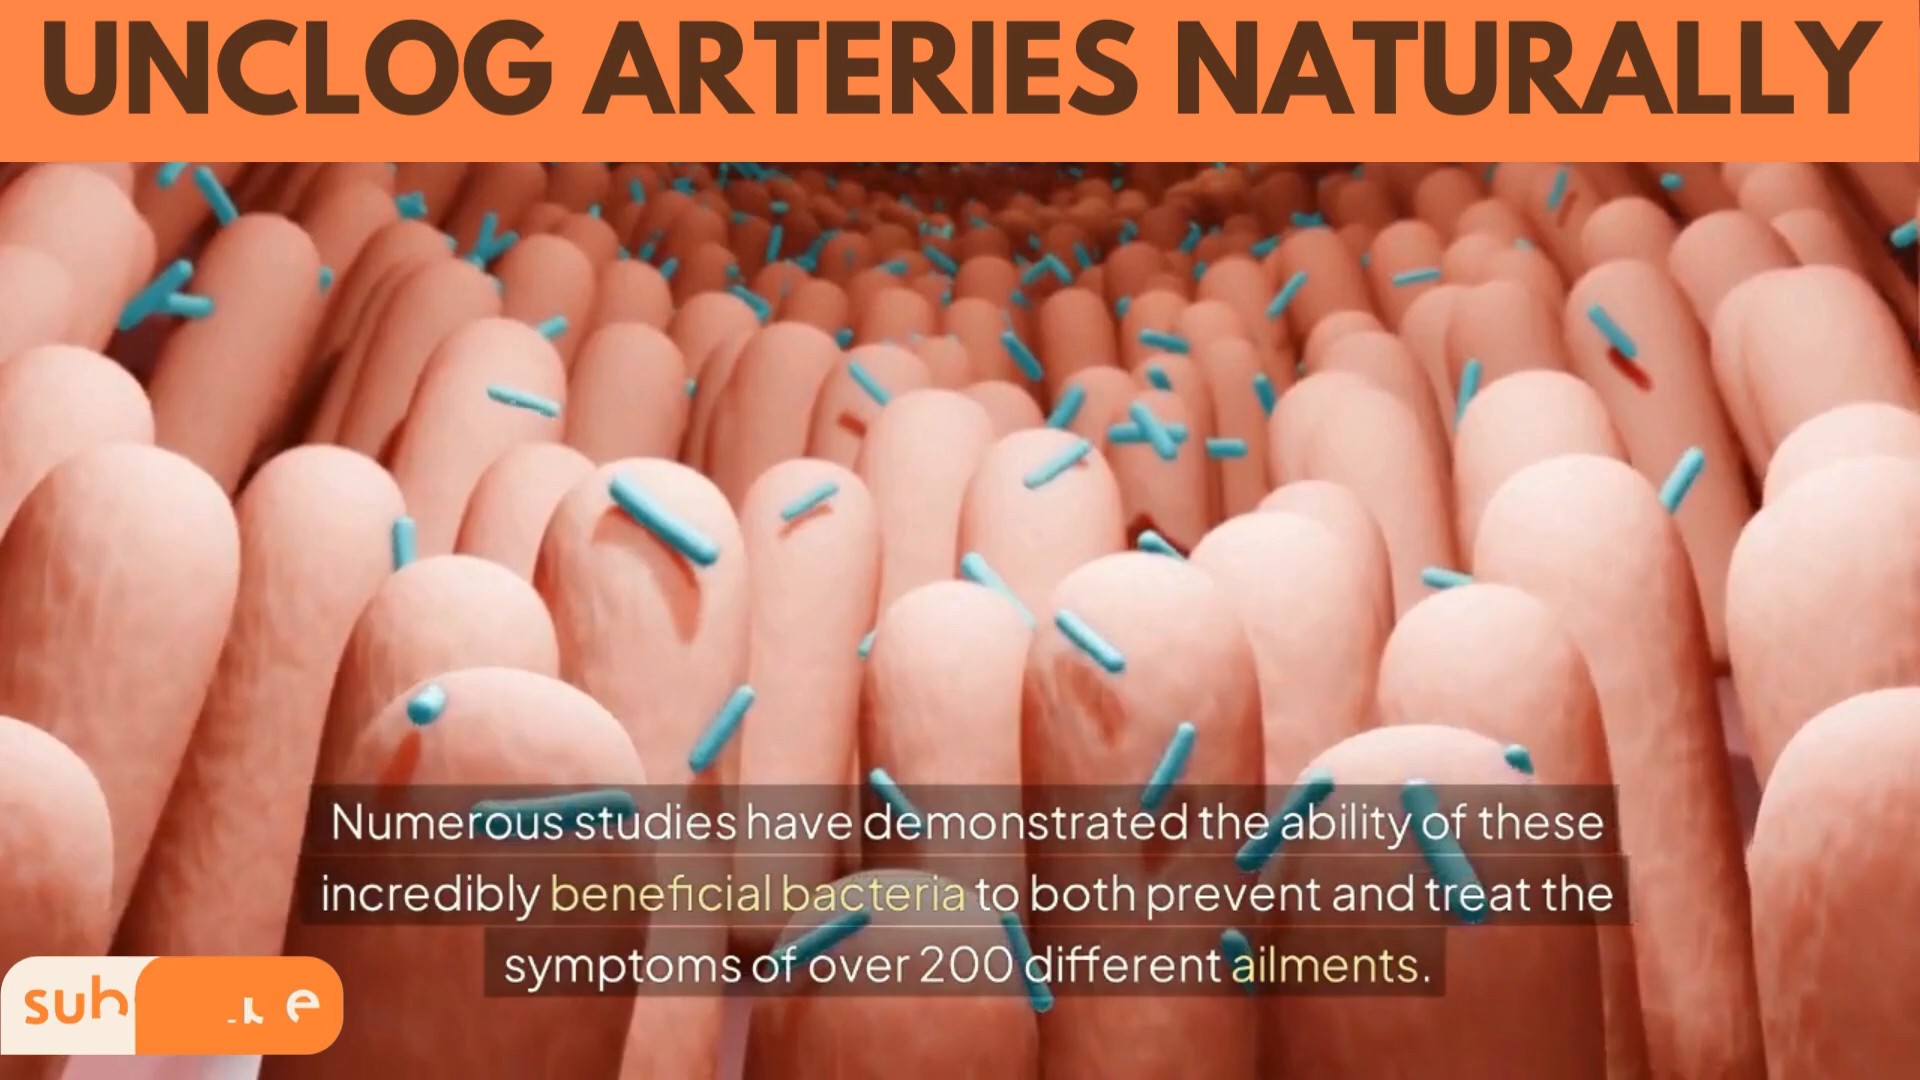 UNCLOG ARTERIES NATURALLY
Numerous studies have demonstrated the ability of these
incredibly beneficial bacteria to both prevent and treat the
symptoms of over 200 different ailments.